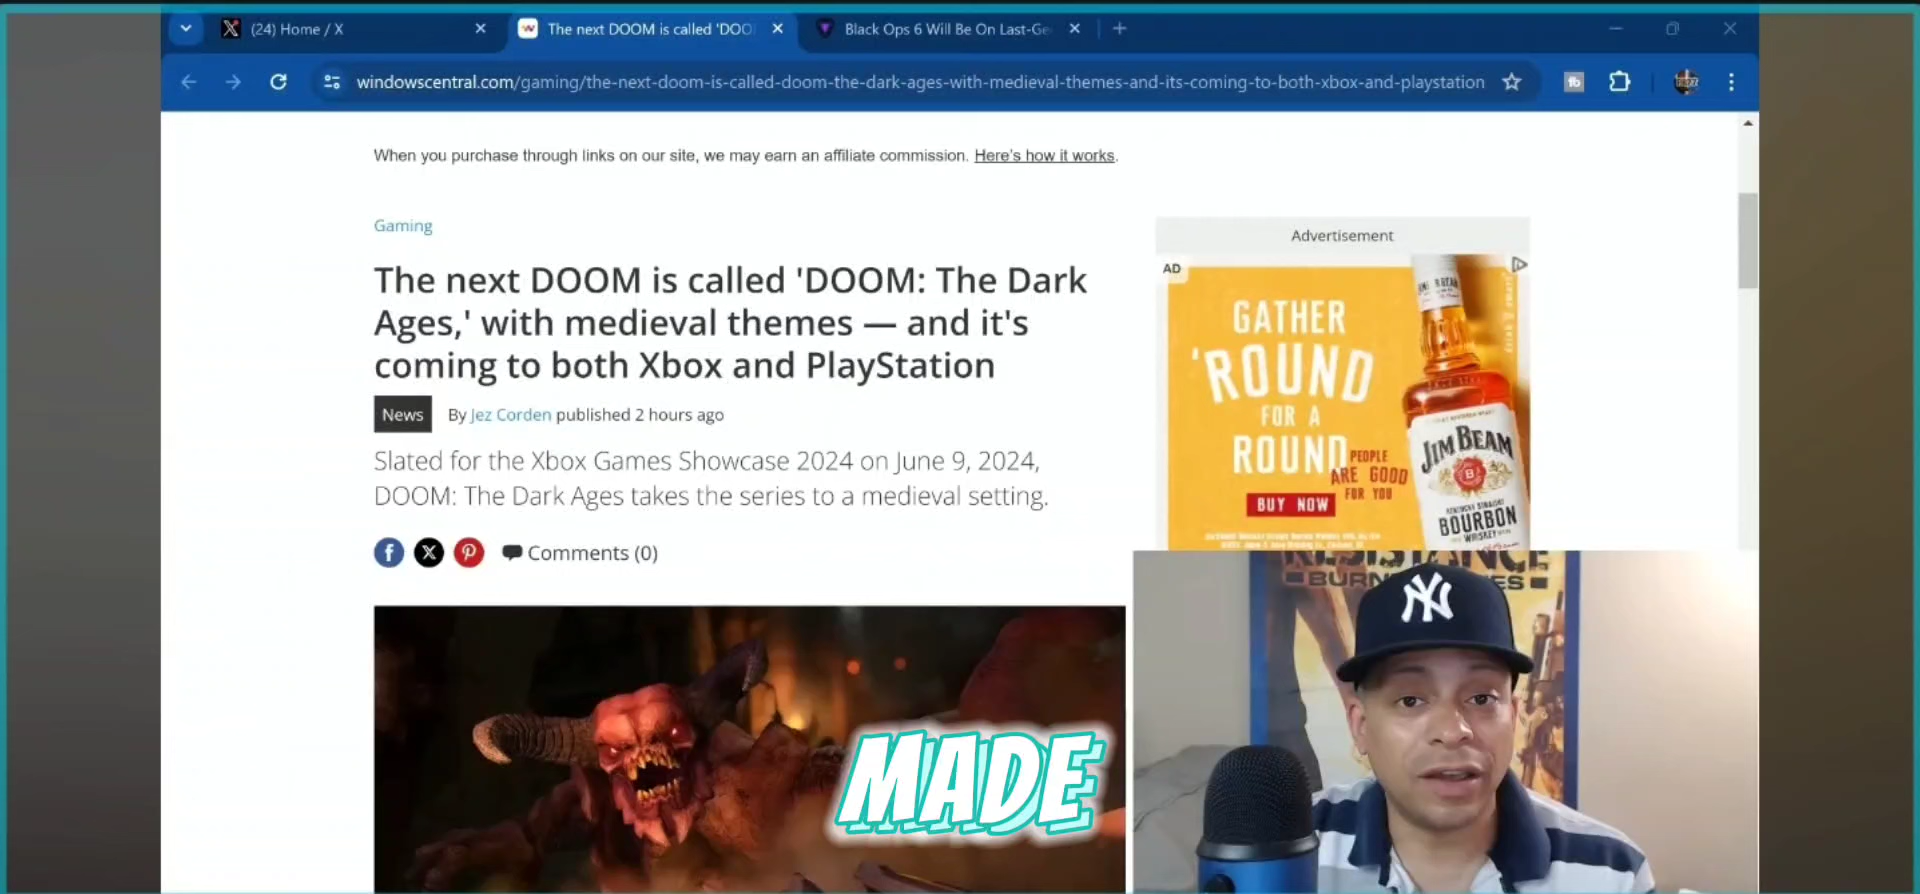 (24) Home / X
The next DOOM is called 'DOO
Black Ops 6 Will Be On Last-Ge
windowscentral.com/gaming/the-next-doom-is-called-doom-the-dark-ages-with-medieval-themes-and-its-coming-to-both-xbox-and-playstation
When you purchase through links on our site, we may earn an affiliate commission. Here's how it works.
Gaming
The next DOOM is called 'DOOM: The Dark
Ages,' with medieval themes — and it's
coming to both Xbox and PlayStation
News
By Jez Corden published 2 hours ago
Slated for the Xbox Games Showcase 2024 on June 9, 2024,
DOOM: The Dark Ages takes the series to a medieval setting.
Comments (0)
Advertisement
AD
GATHER
'ROUND
FOR A
ROUND
PEOPLE
ARE GOOD
FOR YOU
BUY NOW
JIM BEAM
B
KENTUCKY STRAIGHT
BOURBON
WHISKEY
RESISTANCE
NY
MADE